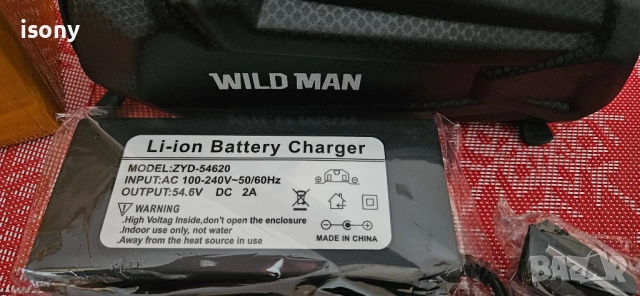 isony
WILD MAN
Li-ion Battery Charger
MODEL:ZYD-54620
INPUT:AC 100-240V~50/60Hz
OUTPUT:54.6V DC 2A
WARNING
.High Voltag Inside,don't open the enclosure
.Indoor use only, not water
.Away from the heat source in use
MADE IN CHINA
BAZAR